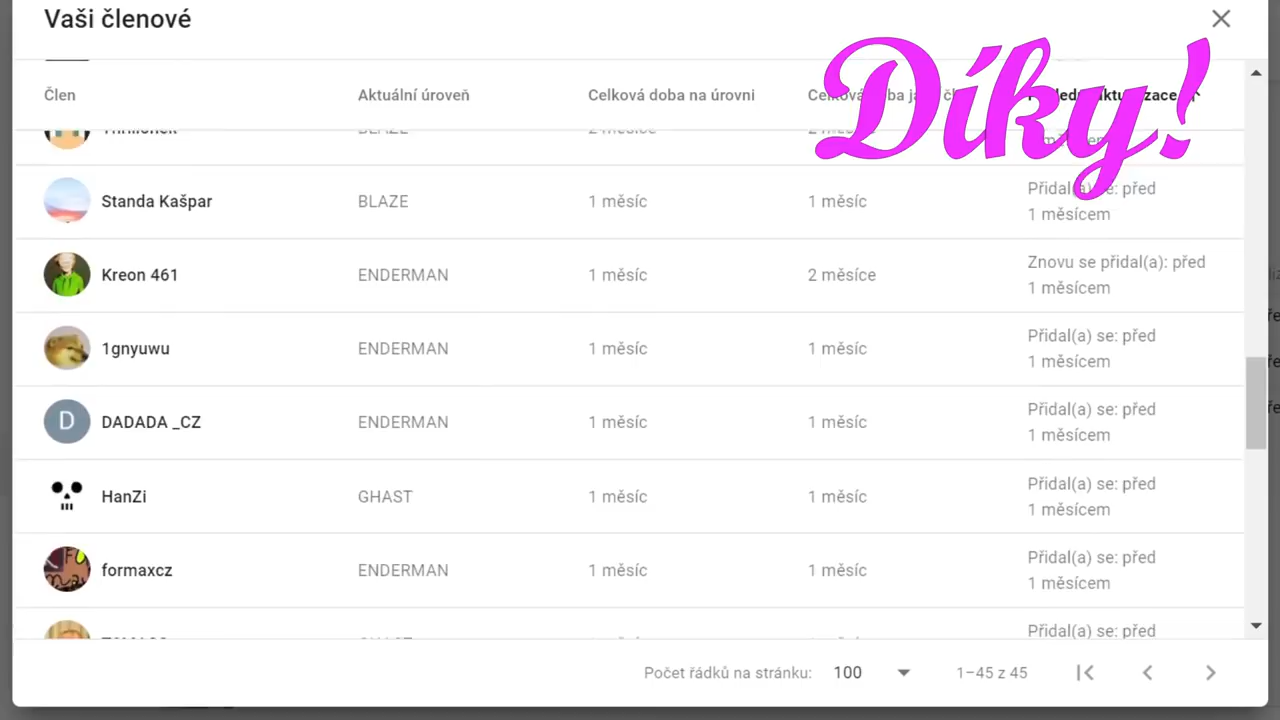 Vaši členové
Díky!
Člen Aktuální úroveň Celková doba na úrovni Celková
BLAZE 2 měsíce
Standa Kašpar BLAZE 1 měsíc 1 měsíc Přidal(a) se: před
1 měsícem
Kreon 461 ENDERMAN 1 měsíc 2 měsíce Znovu se přidal(a): před
1 měsícem
1gnyuwu ENDERMAN 1 měsíc 1 měsíc Přidal(a) se: před
1 měsícem
DADADA _CZ ENDERMAN 1 měsíc 1 měsíc Přidal(a) se: před
1 měsícem
HanZi GHAST 1 měsíc 1 měsíc Přidal(a) se: před
1 měsícem
formaxcz ENDERMAN 1 měsíc 1 měsíc Přidal(a) se: před
1 měsícem
Přidal(a) se: před
Počet řádků na stránku: 100 1–45 z 45
D